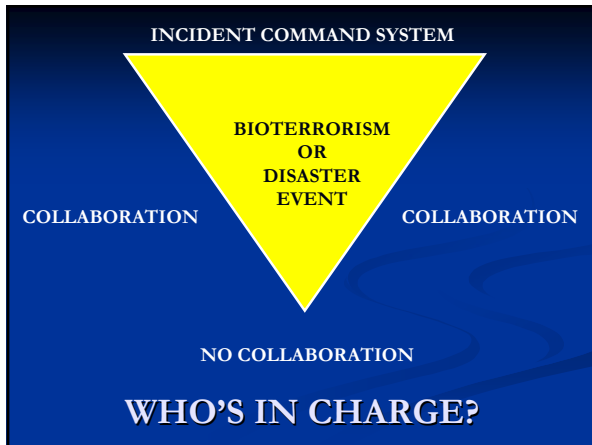 INCIDENT COMMAND SYSTEM
BIOTERRORISM
OR
DISASTER
EVENT
COLLABORATION
COLLABORATION
NO COLLABORATION
WHO'S IN CHARGE?